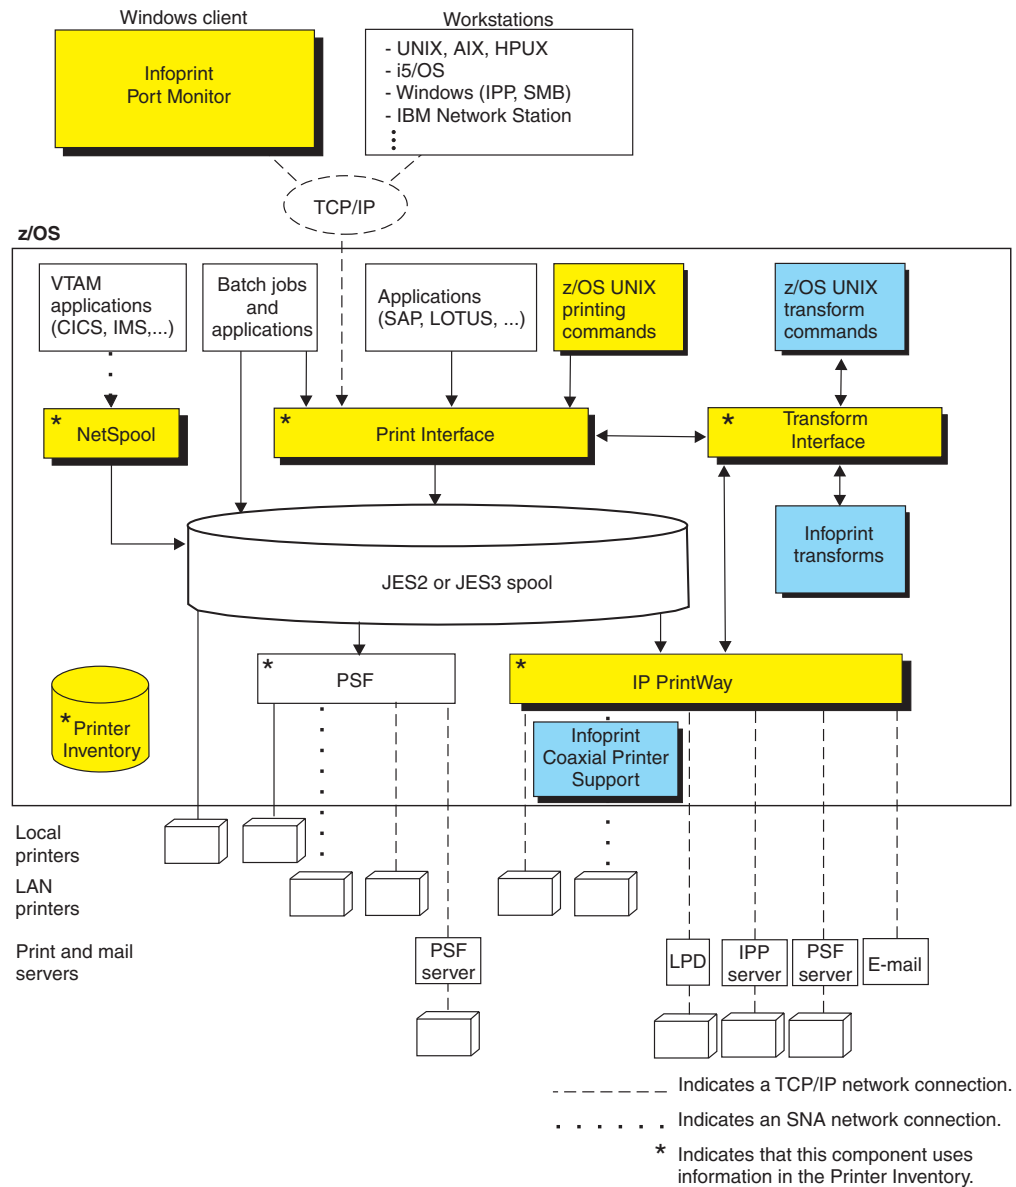 Windows client
Workstations
Infoprint
Port Monitor
- UNIX, AIX, HPUX
- i5/OS
- Windows (IPP, SMB)
- IBM Network Station
TCP/IP
z/OS
VTAM
applications
(CICS, IMS,...)
Batch jobs
and
applications
Applications
(SAP, LOTUS, ...)
z/OS UNIX
printing
commands
z/OS UNIX
transform
commands
* NetSpool
* Print Interface
* Transform
Interface
Infoprint
transforms
JES2 or JES3 spool
* PSF
* IP PrintWay
* Printer
Inventory
Infoprint
Coaxial Printer
Support
Local
printers
LAN
printers
Print and mail
servers
PSF
server
LPD
IPP
server
PSF
server
E-mail
Indicates a TCP/IP network connection.
Indicates an SNA network connection.
* Indicates that this component uses
information in the Printer Inventory.